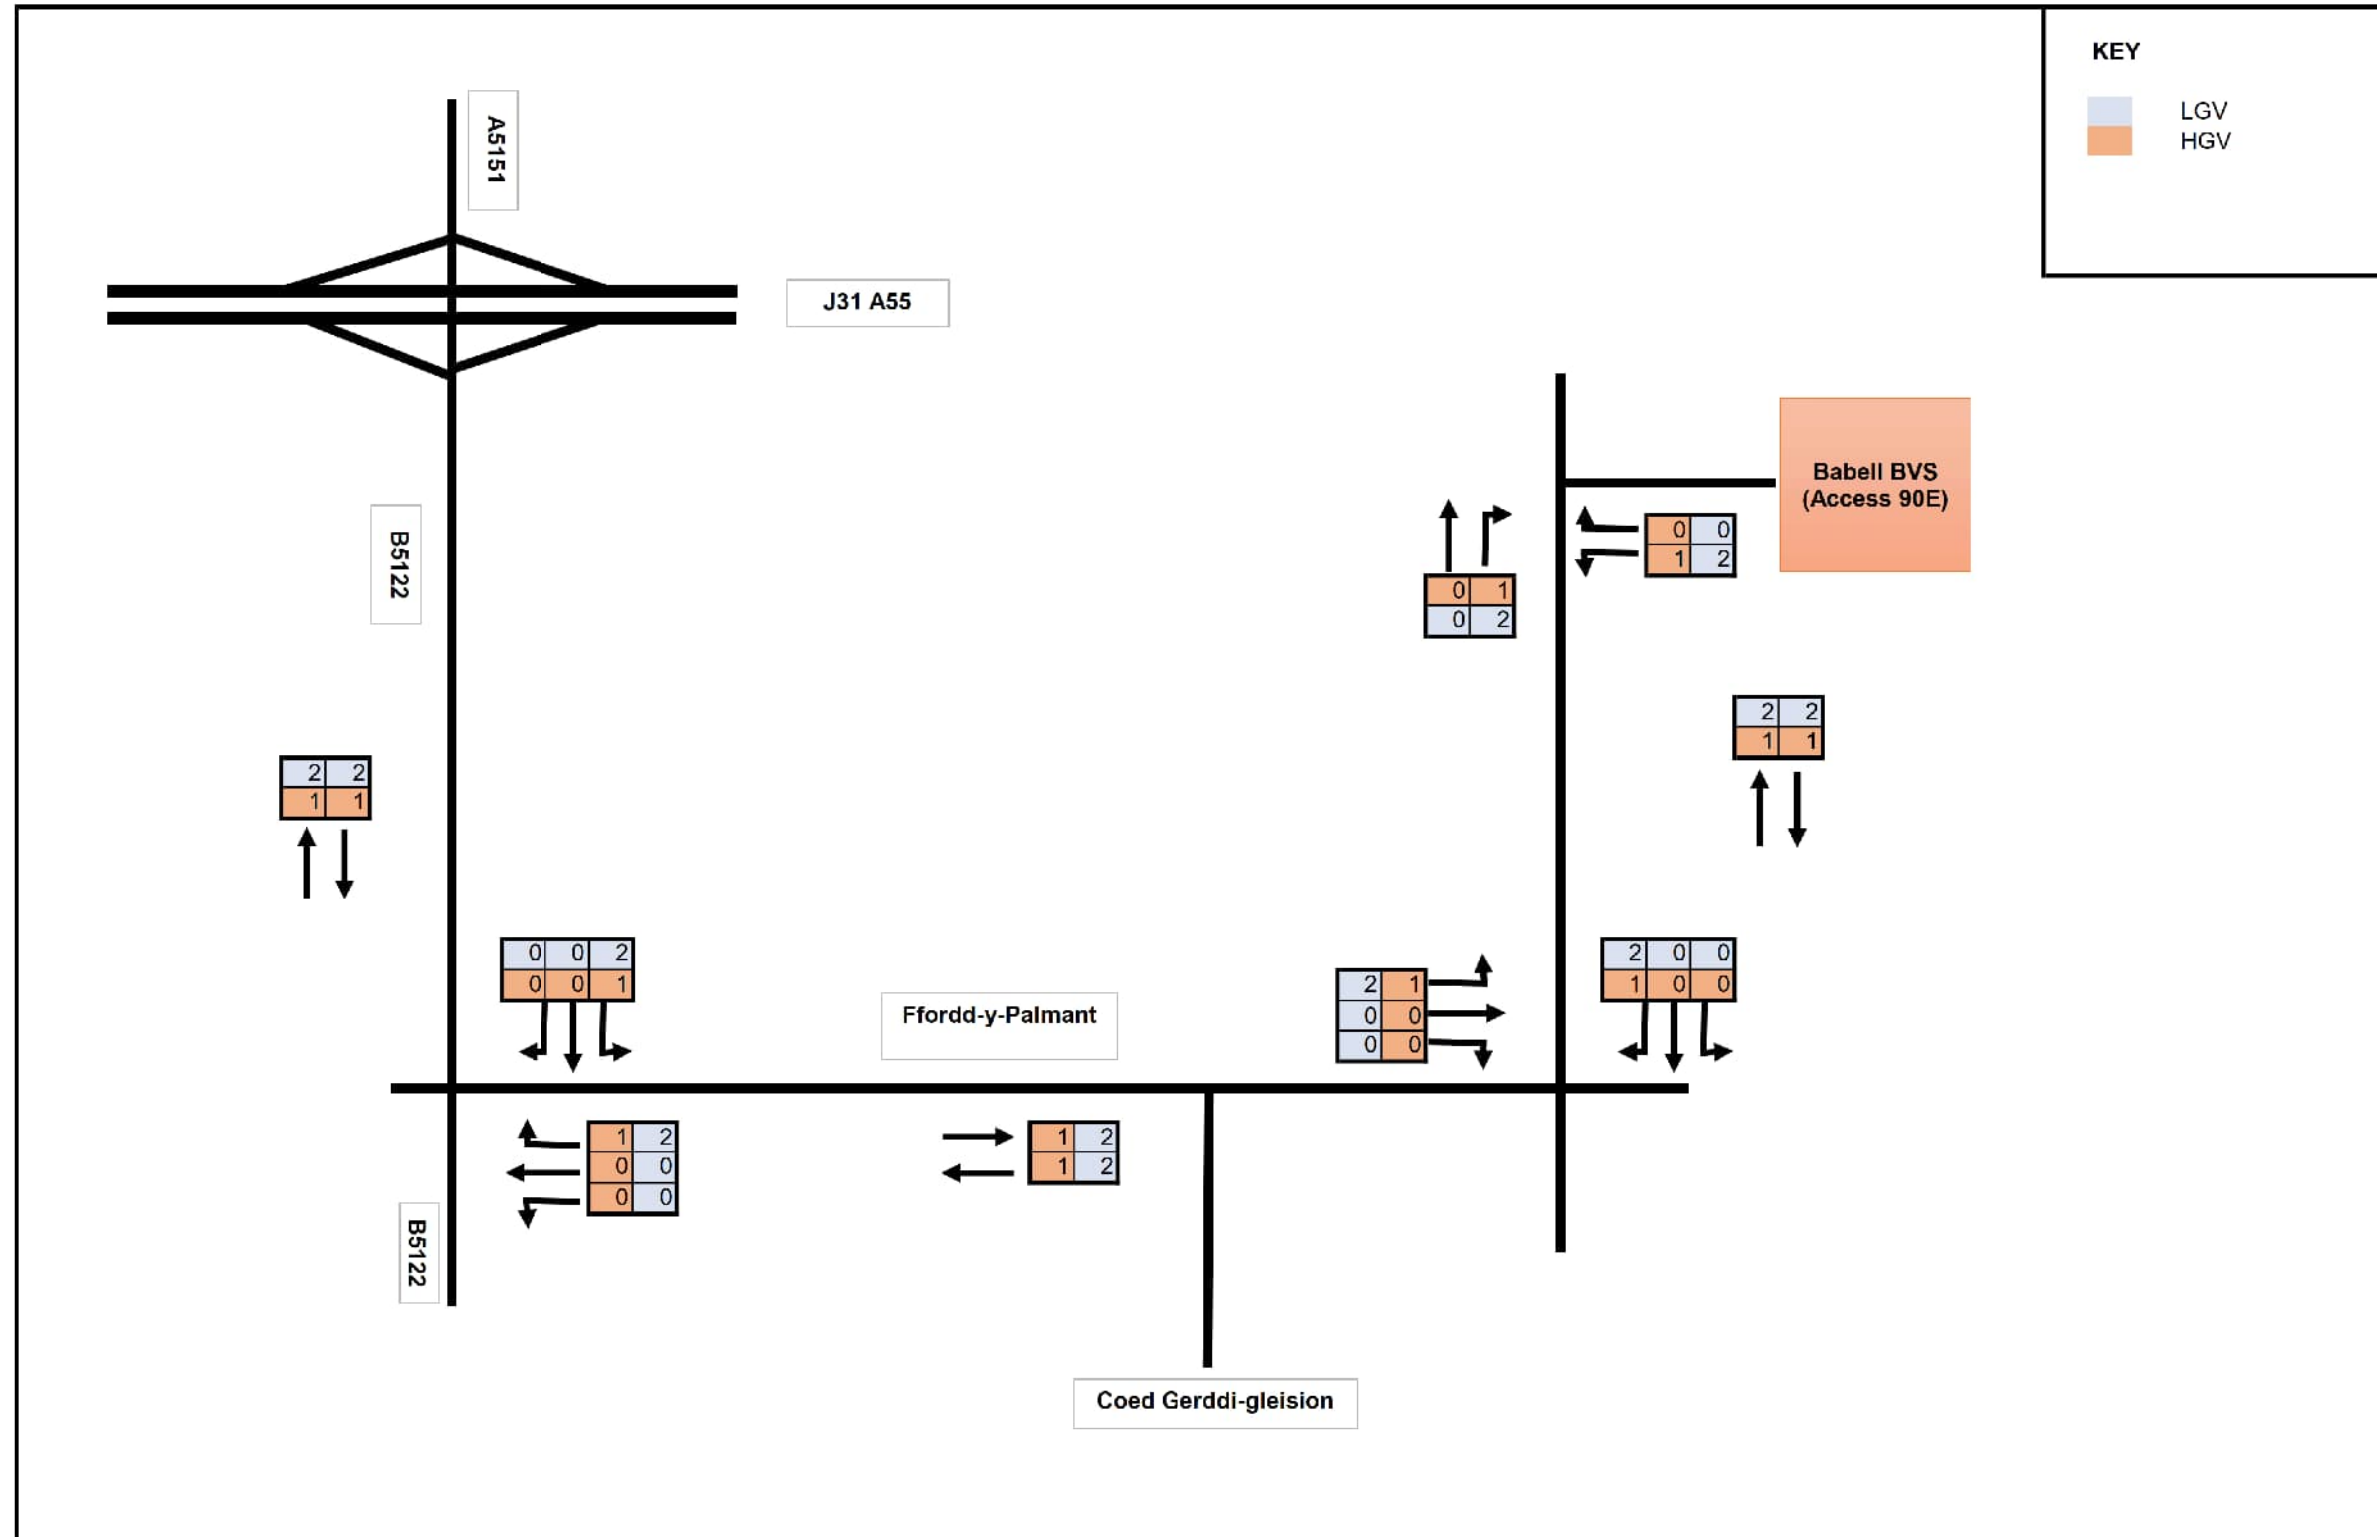 KEY
LGV
HGV
A5151
J31 A55
Babell BVS
(Access 90E)
B5122
0 0
1 2
0 1
0 2
2 2
1 1
2 2
1 1
0 0 2
0 0 1
Ffordd-y-Palmant
2 1
0 0
0 0
2 0 0
1 0 0
1 2
0 0
0 0
1 2
1 2
B5122
Coed Gerddi-gleision